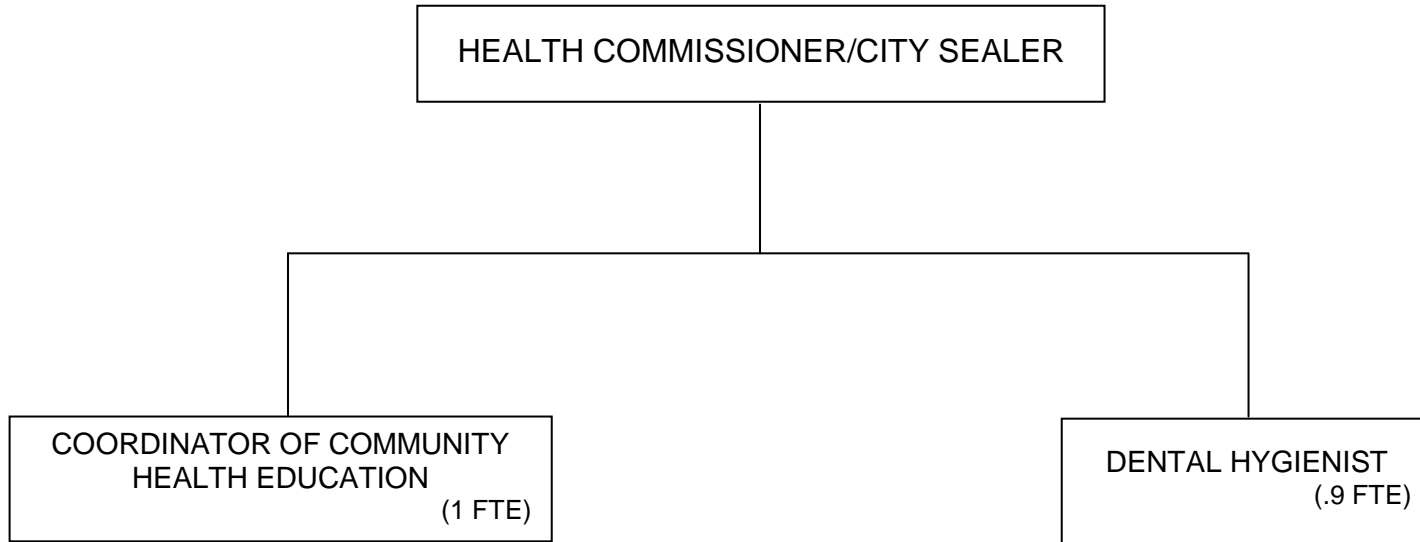 HEALTH COMMISSIONER/CITY SEALER
COORDINATOR OF COMMUNITY
HEALTH EDUCATION
(1 FTE)
DENTAL HYGIENIST
(.9 FTE)